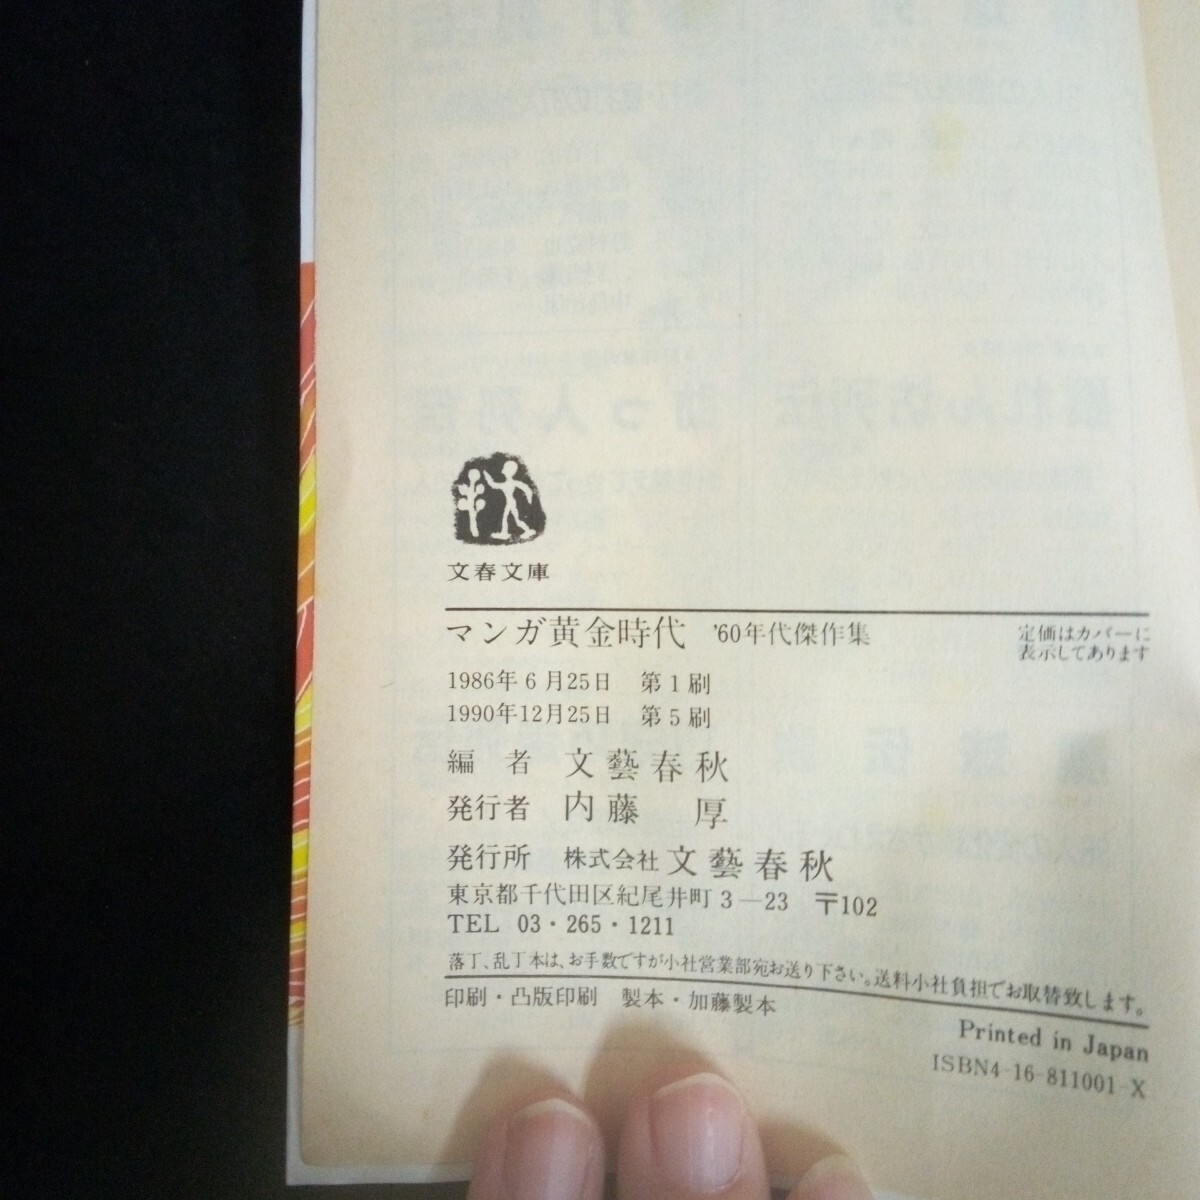 文春文庫
マンガ黄金時代 '60年代傑作集
定価はカバーに
表示してあります
1986年6月25日 第1刷
1990年12月25日 第5刷
編者 文藝春秋
発行者 内藤 厚
発行所 株式会社 文藝春秋
東京都千代田区紀尾井町3—23 〒102
TEL 03・265・1211
落丁、乱丁本は、お手数ですが小社営業部宛お送り下さい。送料小社負担でお取替致します。
印刷・凸版印刷 製本・加藤製本
Printed in Japan
ISBN4-16-811001-X